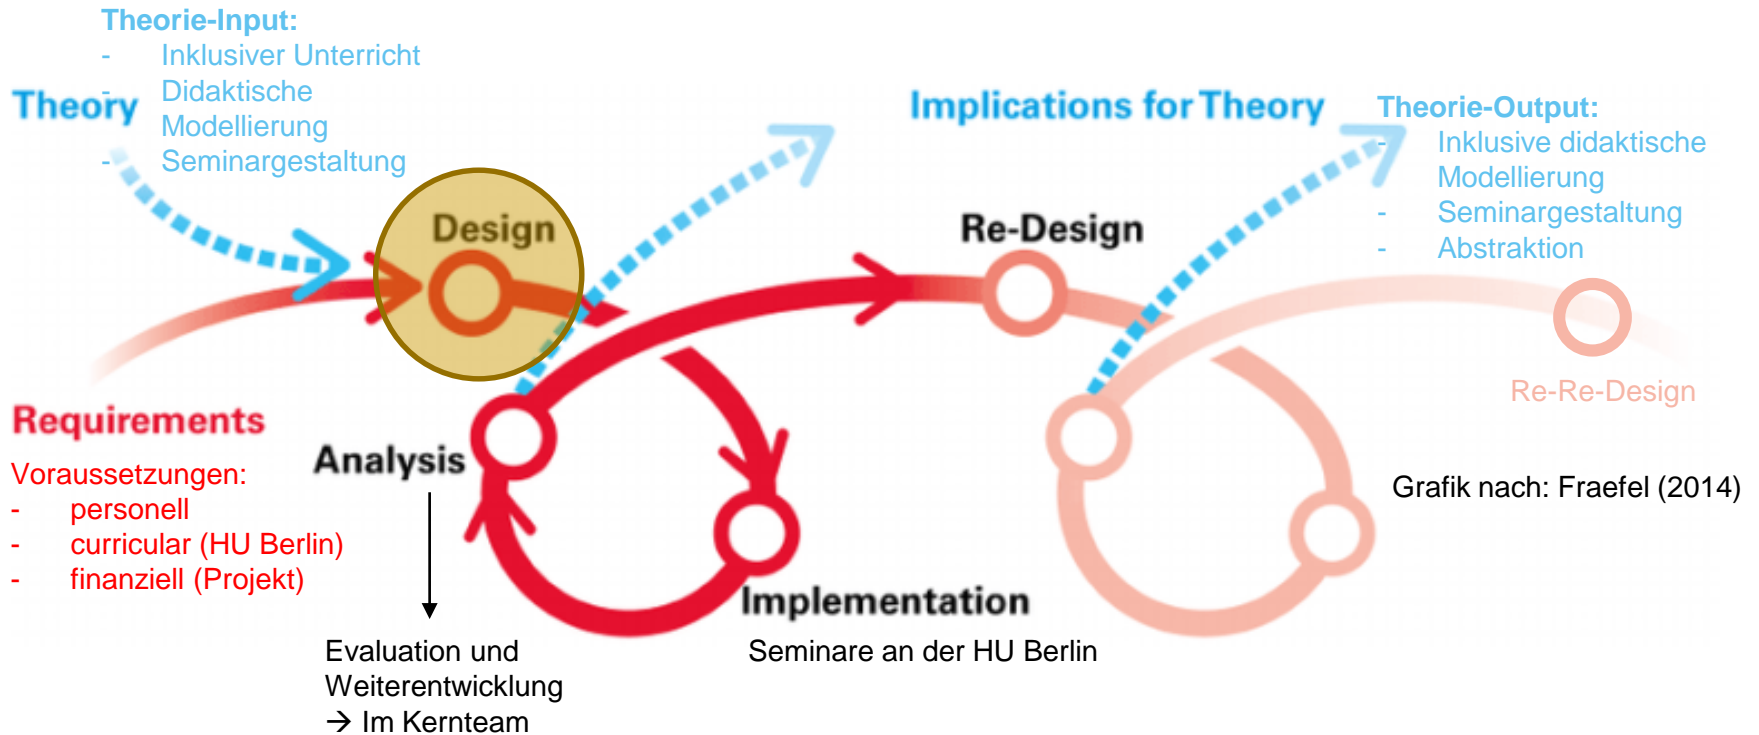 Theorie-Input:
- Inklusiver Unterricht
- Didaktische
Modellierung
- Seminargestaltung
Theory
Implications for Theory
Theorie-Output:
- Inklusive didaktische
Modellierung
- Seminargestaltung
- Abstraktion
Design
Re-Design
Re-Re-Design
Requirements
Voraussetzungen:
- personell
- curricular (HU Berlin)
- finanziell (Projekt)
Analysis
Grafik nach: Fraefel (2014)
Implementation
Seminare an der HU Berlin
Evaluation und
Weiterentwicklung
→ Im Kernteam